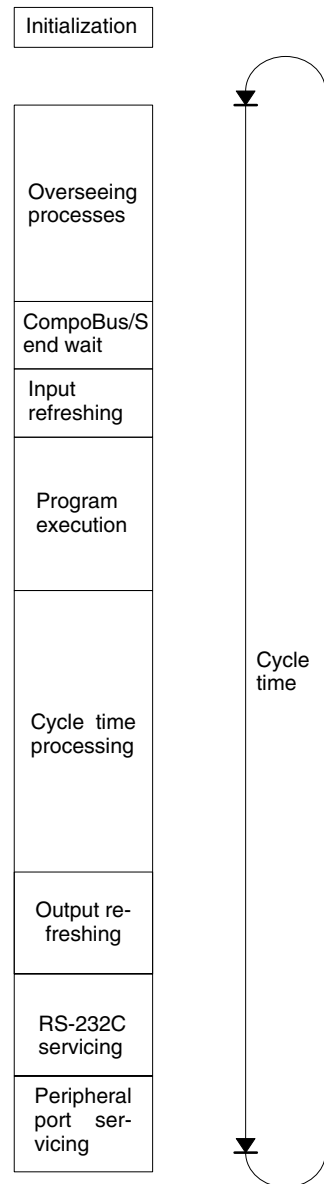 Initialization
Overseeing
processes
CompoBus/S
end wait
Input
refreshing
Program
execution
Cycle time
processing
Cycle
time
Output re-
freshing
RS-232C
servicing
Peripheral
port ser-
vicing